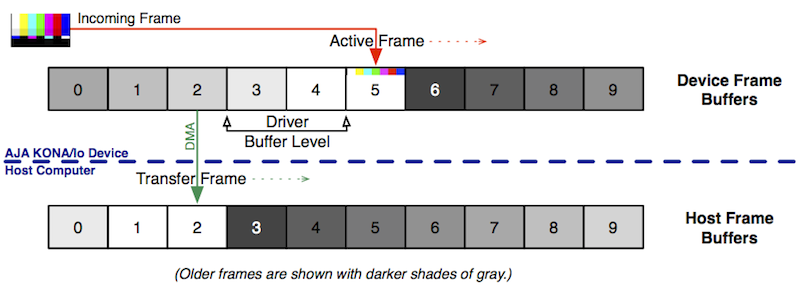 Incoming Frame
Active Frame
0 1 2 3 4 5 6 7 8 9
Device Frame
Buffers
Driver
Buffer Level
DMA
AJA KONA/Io Device
Host Computer
Transfer Frame
0 1 2 3 4 5 6 7 8 9
Host Frame
Buffers
(Older frames are shown with darker shades of gray.)